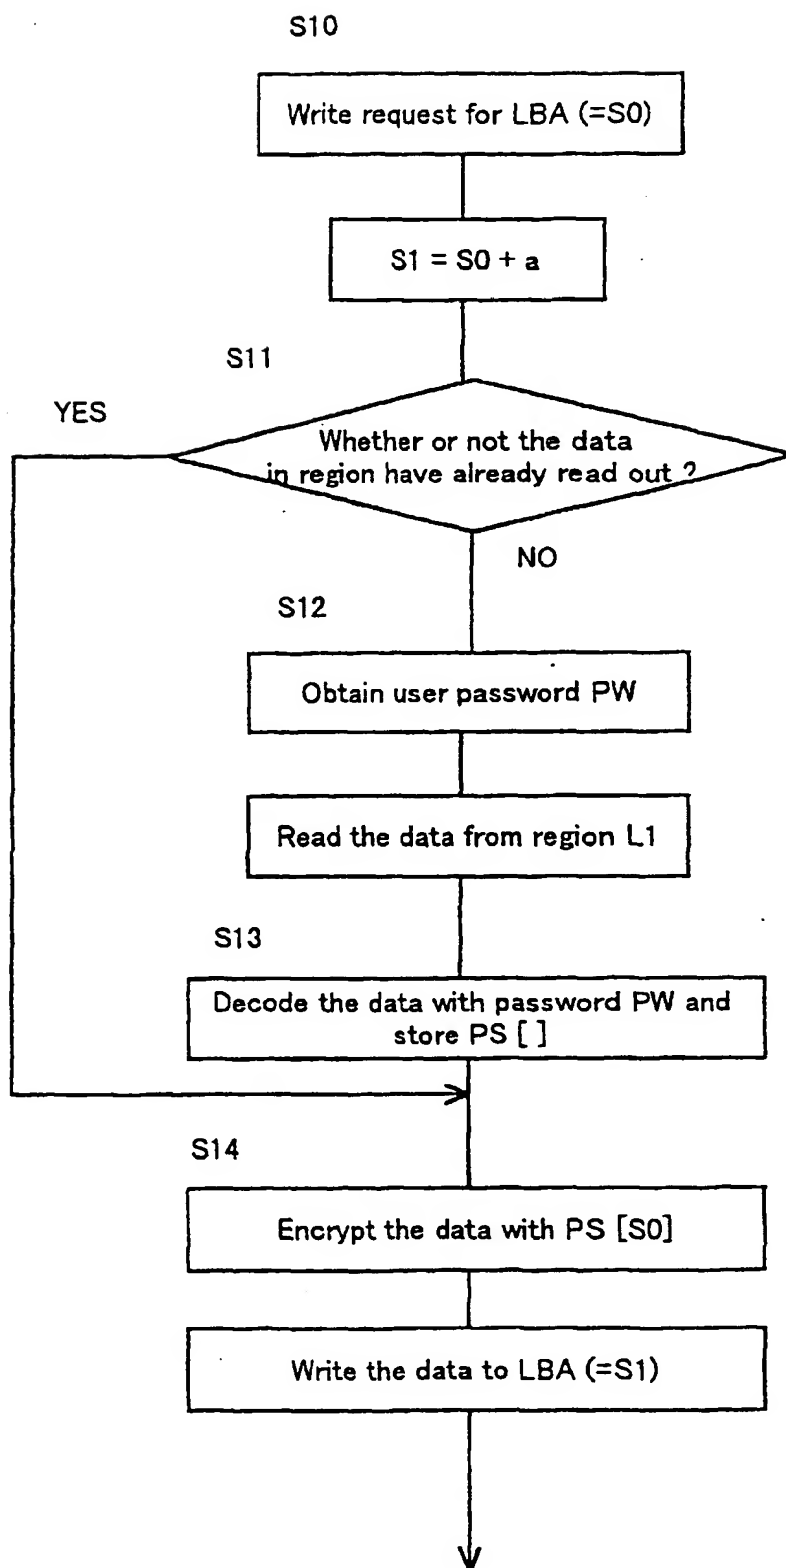 S10
Write request for LBA (=S0)
S1 = S0 + a
S11
YES
Whether or not the data
in region have already read out ?
NO
S12
Obtain user password PW
Read the data from region L1
S13
Decode the data with password PW and
store PS [ ]
S14
Encrypt the data with PS [S0]
Write the data to LBA (=S1)